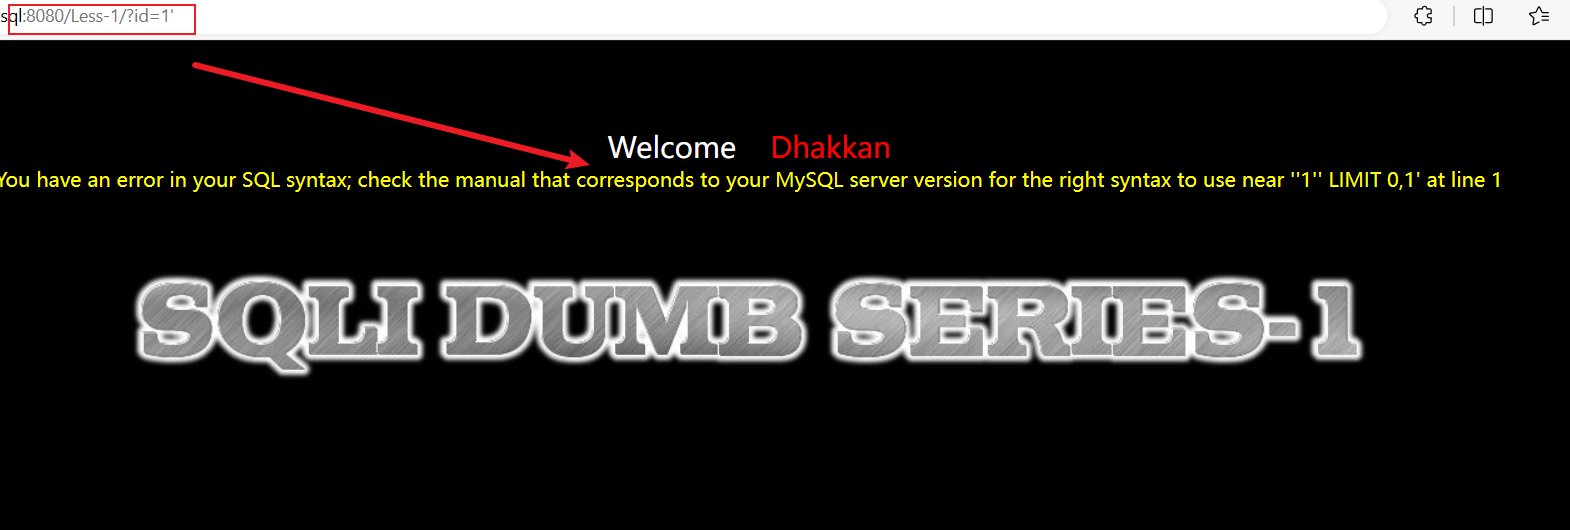 sql:8080/Less-1/?id=1'
Welcome Dhakkan
You have an error in your SQL syntax; check the manual that corresponds to your MySQL server version for the right syntax to use near ''1'' LIMIT 0,1' at line 1
SQLI DUMB SERIES-1